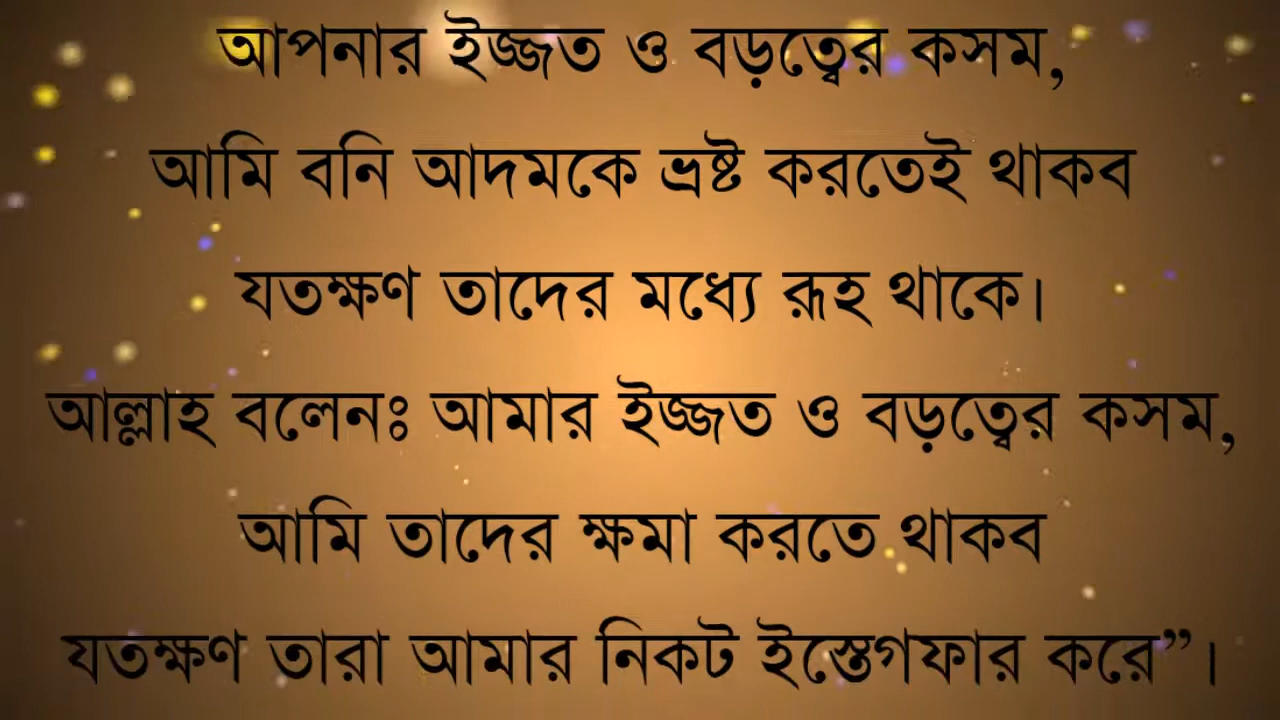 আপনার ইজ্জত ও বড়ত্বের কসম,
আমি বনি আদমকে ভ্রষ্ট করতেই থাকব
যতক্ষণ তাদের মধ্যে রূহ থাকে।
আল্লাহ বলেনঃ আমার ইজ্জত ও বড়ত্বের কসম,
আমি তাদের ক্ষমা করতে থাকব
যতক্ষণ তারা আমার নিকট ইস্তেগফার করে”।